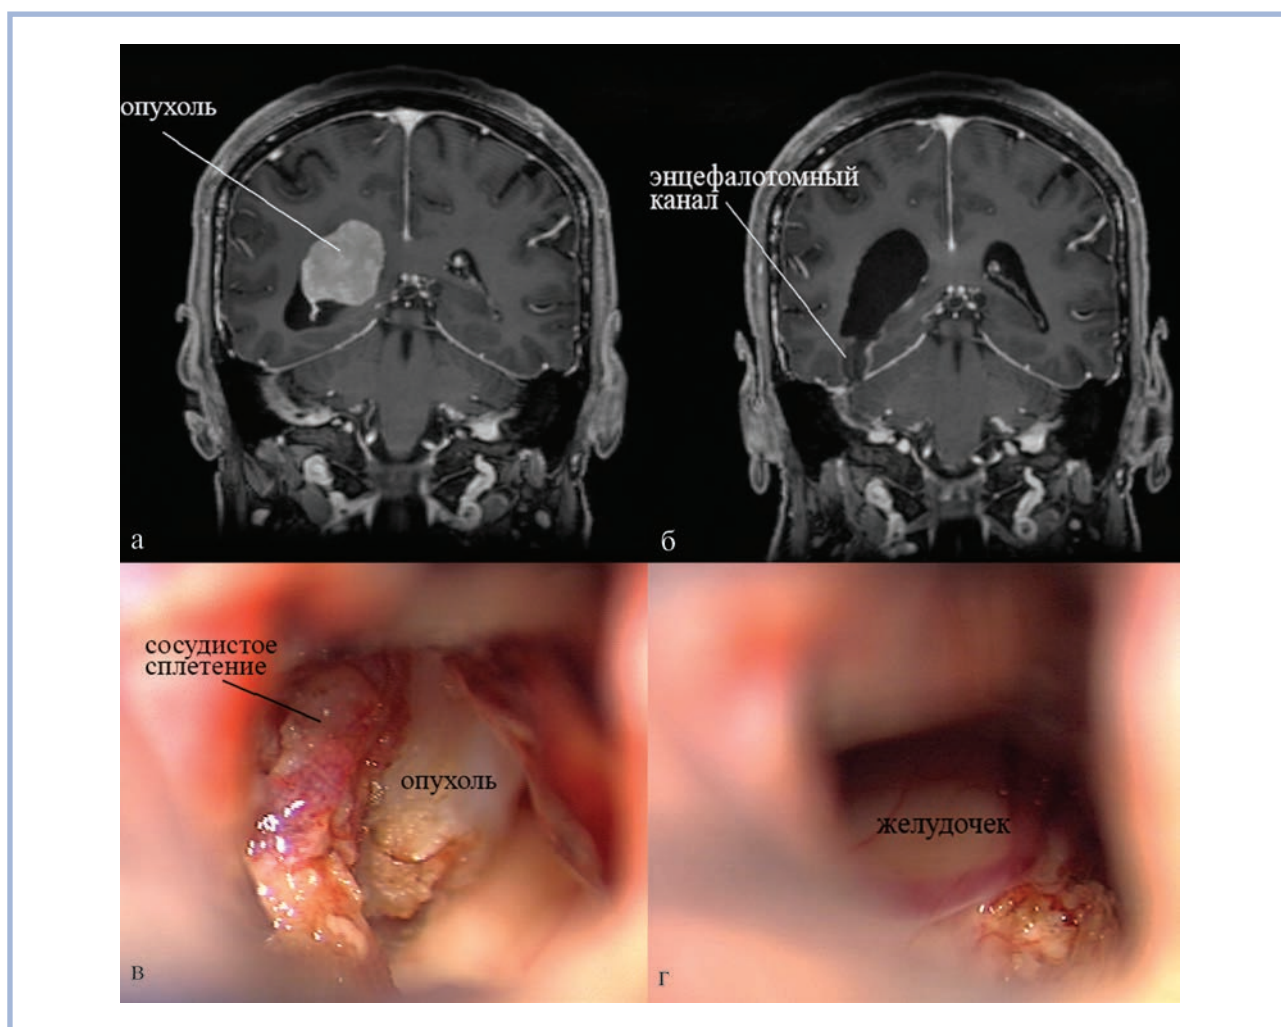 опухоль
энцефалотомный
канал
а
б
сосудистое
сплетение
опухоль
желудочек
в
г